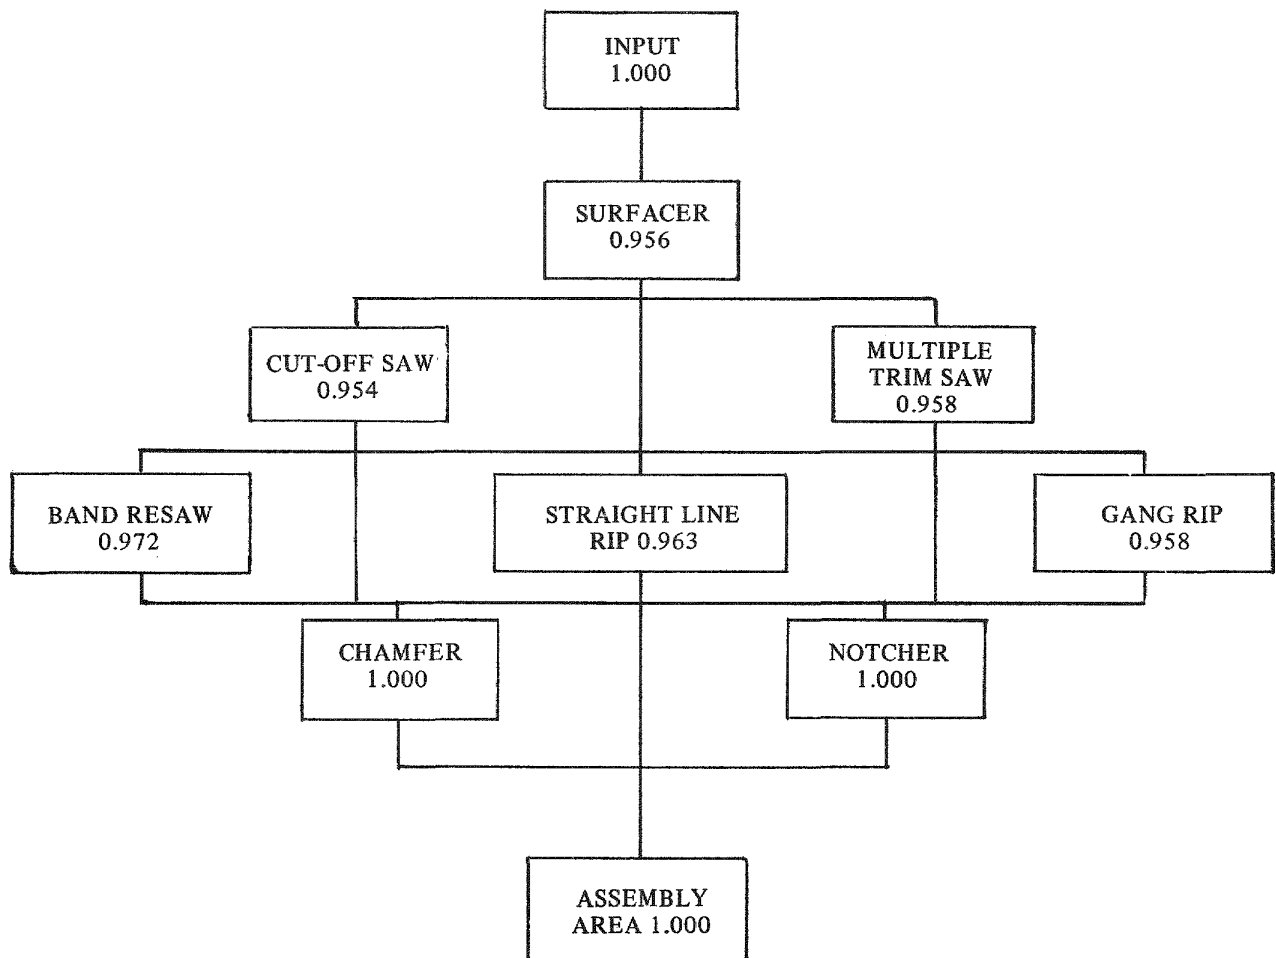 INPUT
1.000
SURFACER
0.956
CUT-OFF SAW
0.954
MULTIPLE
TRIM SAW
0.958
BAND RESAW
0.972
STRAIGHT LINE
RIP 0.963
GANG RIP
0.958
CHAMFER
1.000
NOTCHER
1.000
ASSEMBLY
AREA 1.000